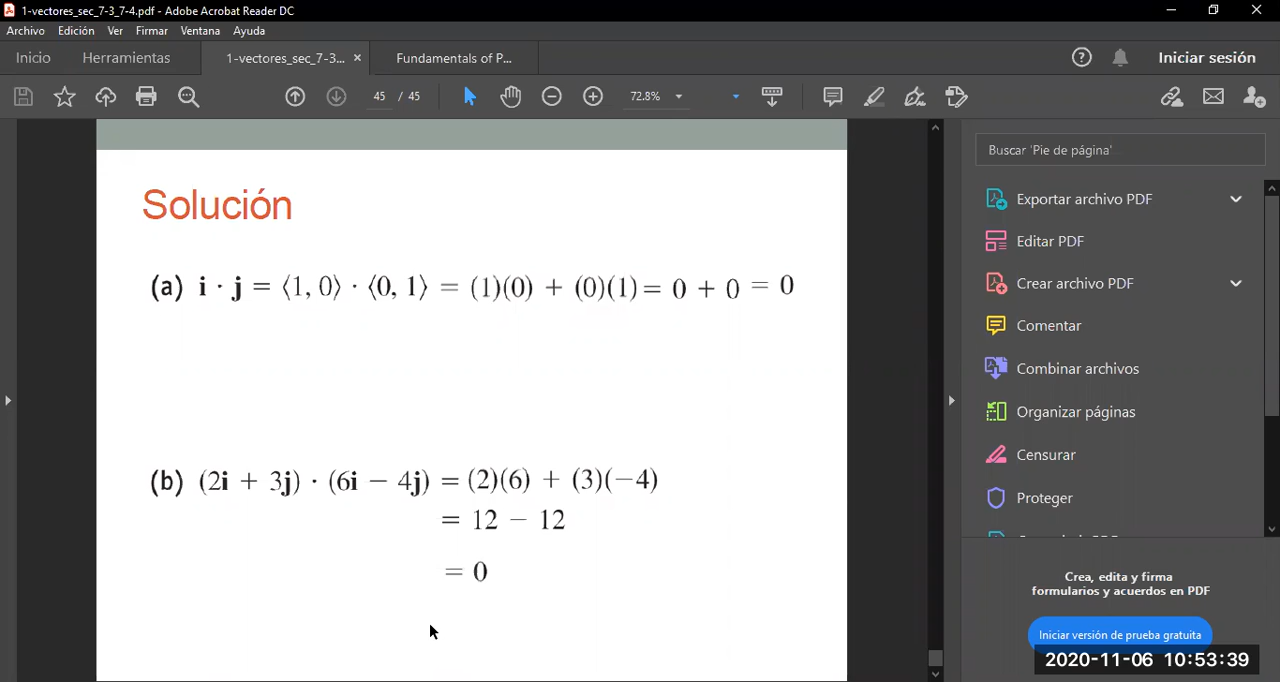 1-vectores_sec_7-3_7-4.pdf - Adobe Acrobat Reader DC
Archivo Edición Ver Firmar Ventana Ayuda
Inicio Herramientas 1-vectores_sec_7-3... × Fundamentals of P... Iniciar sesión
45 / 45 72.8%
Solución
(a) i · j = ⟨1, 0⟩ · ⟨0, 1⟩ = (1)(0) + (0)(1) = 0 + 0 = 0
(b) (2i + 3j) · (6i − 4j) = (2)(6) + (3)(−4)
= 12 − 12
= 0
Buscar 'Pie de página'
Exportar archivo PDF
Editar PDF
Crear archivo PDF
Comentar
Combinar archivos
Organizar páginas
Censurar
Proteger
Crea, edita y firma
formularios y acuerdos en PDF
Iniciar versión de prueba gratuita
2020-11-06 10:53:39